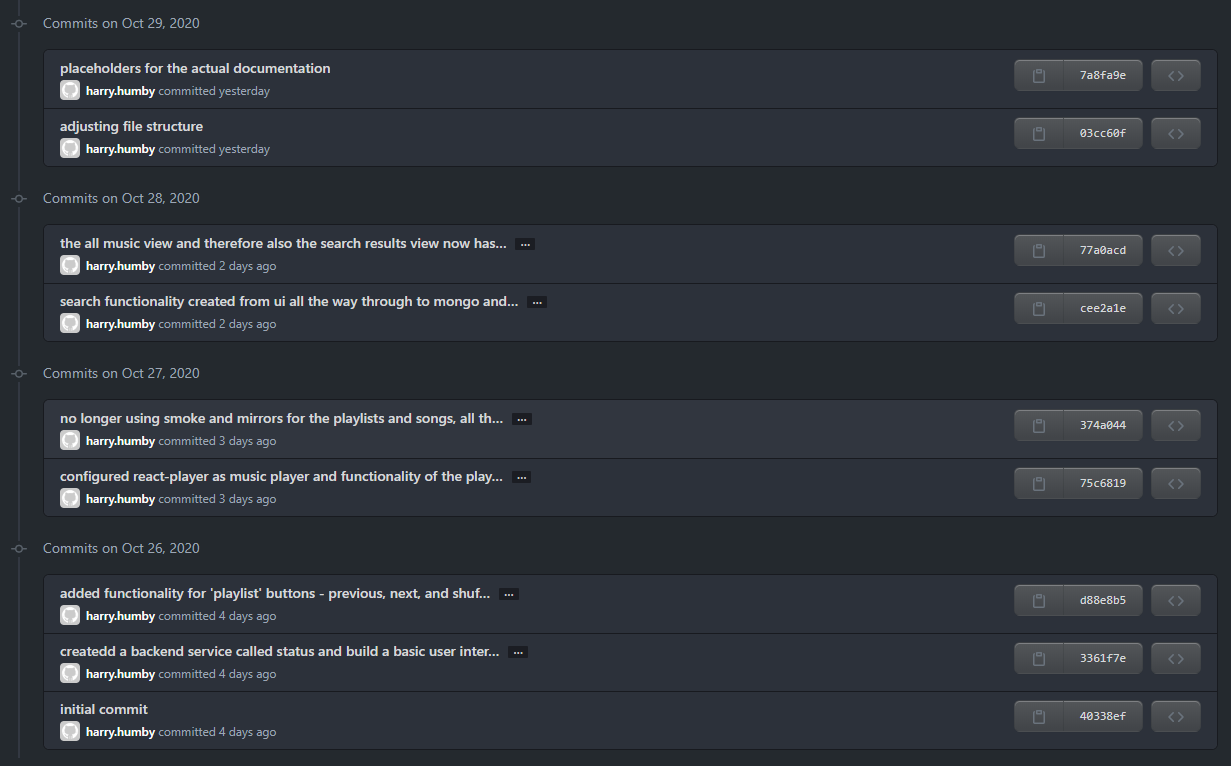 Commits on Oct 29, 2020
placeholders for the actual documentation
7a8fa9e
harry.humby committed yesterday
adjusting file structure
03cc60f
harry.humby committed yesterday
Commits on Oct 28, 2020
the all music view and therefore also the search results view now has... ...
77a0acd
harry.humby committed 2 days ago
search functionality created from ui all the way through to mongo and... ...
cee2a1e
harry.humby committed 2 days ago
Commits on Oct 27, 2020
no longer using smoke and mirrors for the playlists and songs, all th... ...
374a044
harry.humby committed 3 days ago
configured react-player as music player and functionality of the play... ...
75c6819
harry.humby committed 3 days ago
Commits on Oct 26, 2020
added functionality for 'playlist' buttons - previous, next, and shuf... ...
d88e8b5
harry.humby committed 4 days ago
createdd a backend service called status and build a basic user inter... ...
3361f7e
harry.humby committed 4 days ago
initial commit
40338ef
harry.humby committed 4 days ago